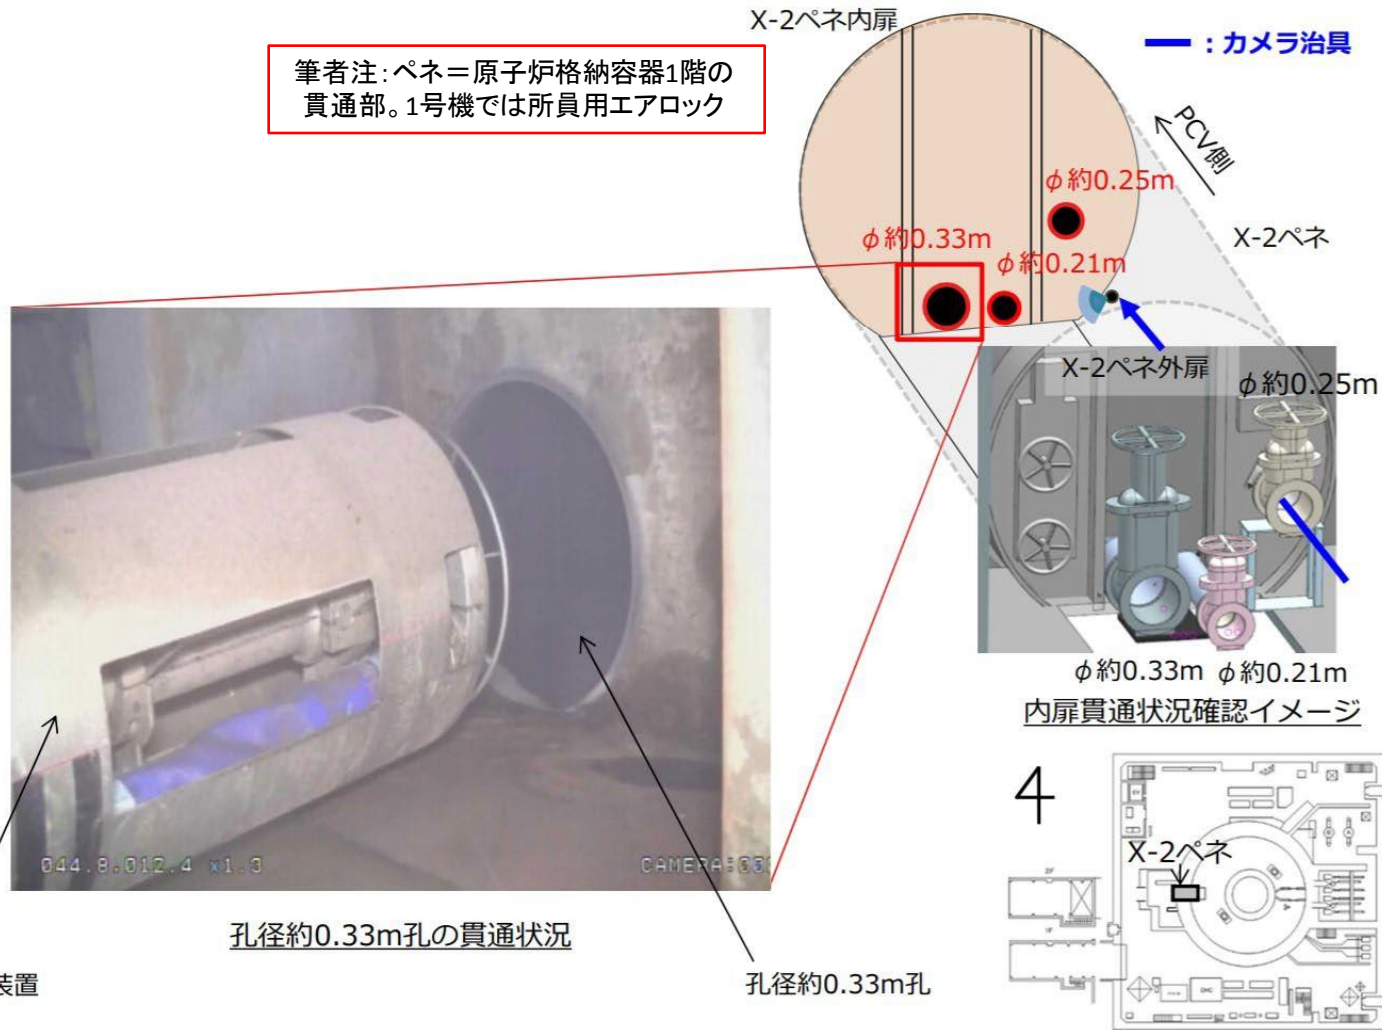 X-2ペネ内扉
: カメラ治具
筆者注：ペネ＝原子炉格納容器1階の
貫通部。1号機では所員用エアロック
PCV側
φ約0.25m
X-2ペネ
φ約0.33m
φ約0.21m
X-2ペネ外扉
φ約0.25m
φ約0.33m
φ約0.21m
内扉貫通状況確認イメージ
044.8.012.4 x1.3
X-2ペネ
孔径約0.33m孔の貫通状況
装置
孔径約0.33m孔